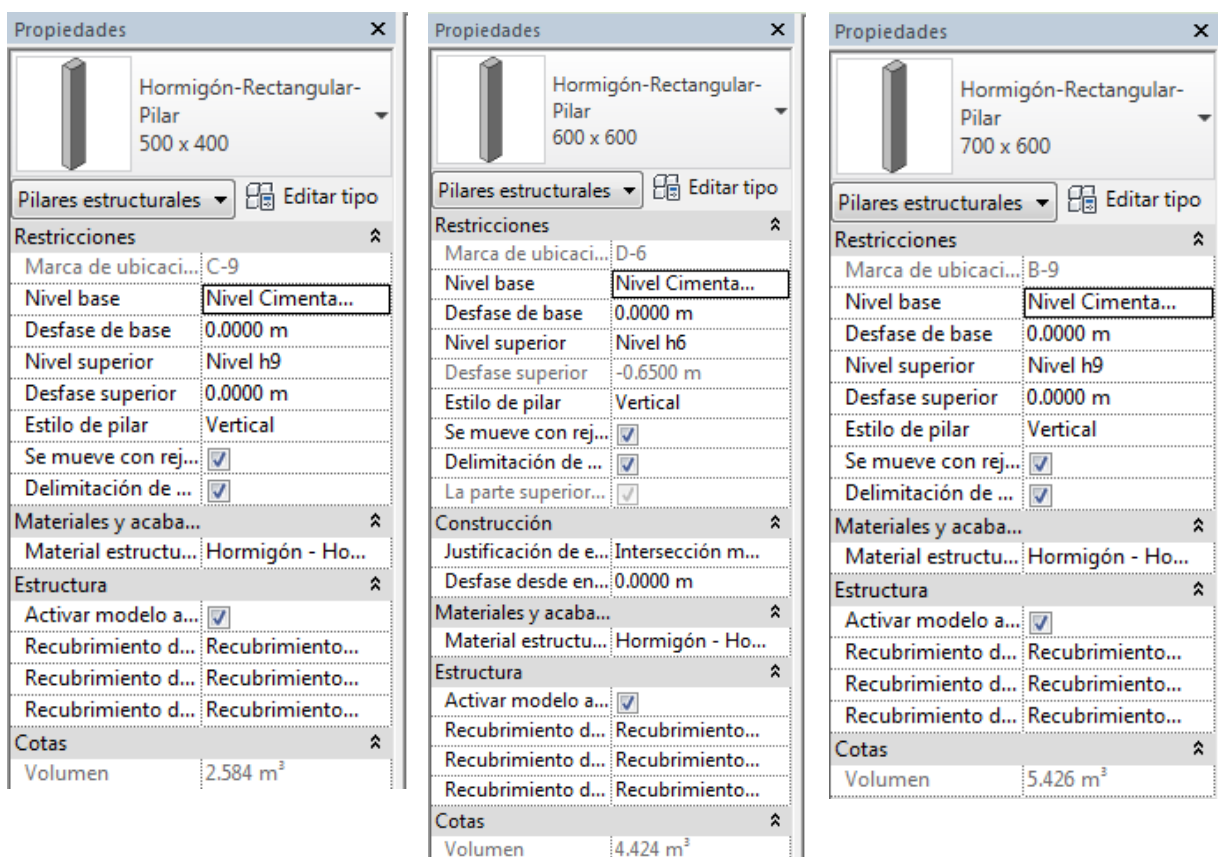 Propiedades
Hormigón-Rectangular-
Pilar
500 x 400
Pilares estructurales
Editar tipo
Restricciones
Marca de ubicaci... C-9
Nivel base Nivel Cimenta...
Desfase de base 0.0000 m
Nivel superior Nivel h9
Desfase superior 0.0000 m
Estilo de pilar Vertical
Se mueve con rej...
Delimitación de ...
Materiales y acaba...
Material estructu... Hormigón - Ho...
Estructura
Activar modelo a...
Recubrimiento d... Recubrimiento...
Recubrimiento d... Recubrimiento...
Recubrimiento d... Recubrimiento...
Cotas
Volumen 2.584 m³
Propiedades
Hormigón-Rectangular-
Pilar
600 x 600
Pilares estructurales
Editar tipo
Restricciones
Marca de ubicaci... D-6
Nivel base Nivel Cimenta...
Desfase de base 0.0000 m
Nivel superior Nivel h6
Desfase superior -0.6500 m
Estilo de pilar Vertical
Se mueve con rej...
Delimitación de ...
La parte superior...
Construcción
Justificación de e... Intersección m...
Desfase desde en... 0.0000 m
Materiales y acaba...
Material estructu... Hormigón - Ho...
Estructura
Activar modelo a...
Recubrimiento d... Recubrimiento...
Recubrimiento d... Recubrimiento...
Recubrimiento d... Recubrimiento...
Cotas
Volumen 4.424 m³
Propiedades
Hormigón-Rectangular-
Pilar
700 x 600
Pilares estructurales
Editar tipo
Restricciones
Marca de ubicaci... B-9
Nivel base Nivel Cimenta...
Desfase de base 0.0000 m
Nivel superior Nivel h9
Desfase superior 0.0000 m
Estilo de pilar Vertical
Se mueve con rej...
Delimitación de ...
Materiales y acaba...
Material estructu... Hormigón - Ho...
Estructura
Activar modelo a...
Recubrimiento d... Recubrimiento...
Recubrimiento d... Recubrimiento...
Recubrimiento d... Recubrimiento...
Cotas
Volumen 5.426 m³